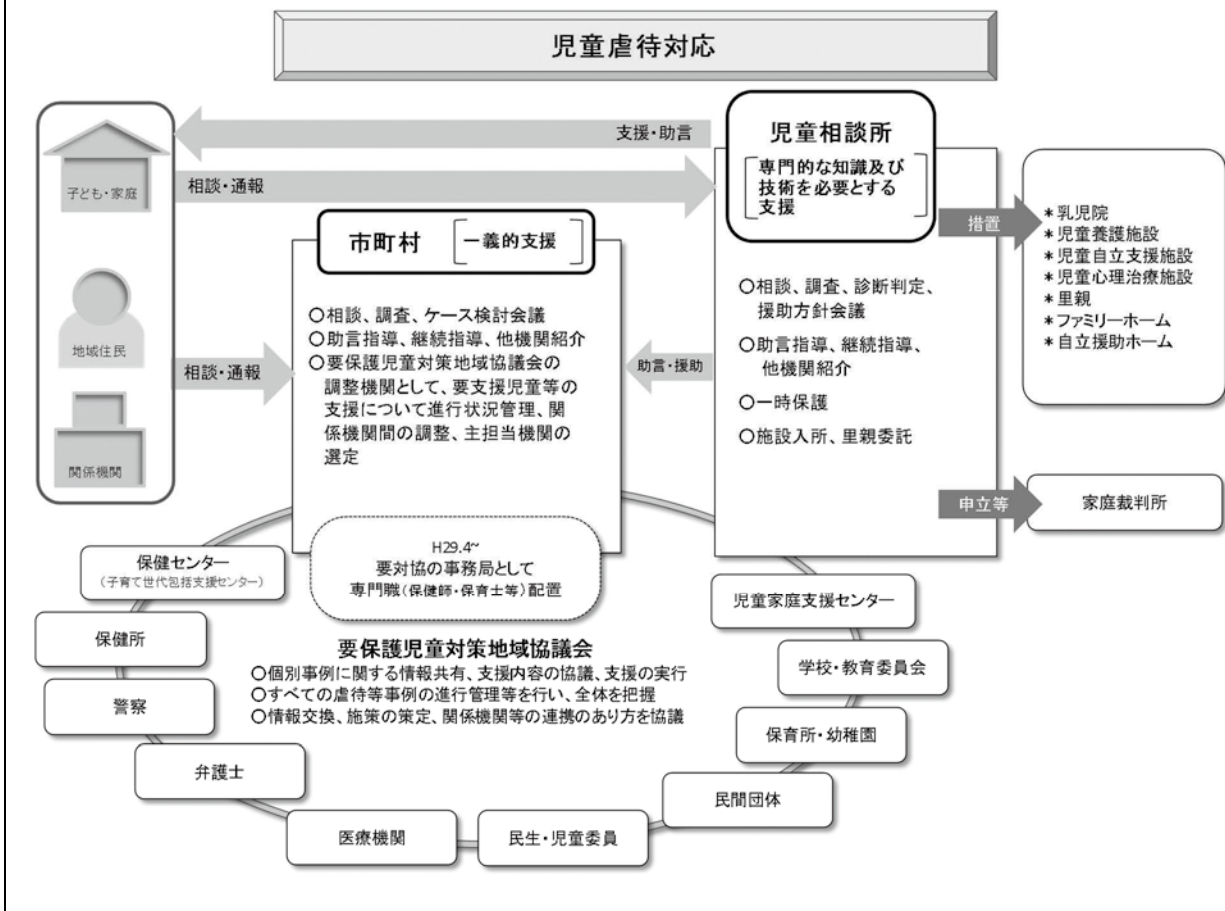 児童虐待対応
子ども・家庭
地域住民
関係機関
支援・助言
相談・通報
相談・通報
市町村
一義的支援
○相談、調査、ケース検討会議
○助言指導、継続指導、他機関紹介
○要保護児童対策地域協議会の
調整機関として、要支援児童等の
支援について進行状況管理、関
係機関間の調整、主担当機関の
選定
助言・援助
児童相談所
専門的な知識及び
技術を必要とする
支援
○相談、調査、診断判定、
援助方針会議
○助言指導、継続指導、
他機関紹介
○一時保護
○施設入所、里親委託
措置
*乳児院
*児童養護施設
*児童自立支援施設
*児童心理治療施設
*里親
*ファミリーホーム
*自立援助ホーム
申立等
家庭裁判所
H29.4~
要対協の事務局として
専門職(保健師・保育士等)配置
要保護児童対策地域協議会
○個別事例に関する情報共有、支援内容の協議、支援の実行
○すべての虐待等事例の進行管理等を行い、全体を把握
○情報交換、施策の策定、関係機関等の連携のあり方を協議
保健センター
(子育て世代包括支援センター)
保健所
警察
弁護士
医療機関
民生・児童委員
民間団体
保育所・幼稚園
学校・教育委員会
児童家庭支援センター